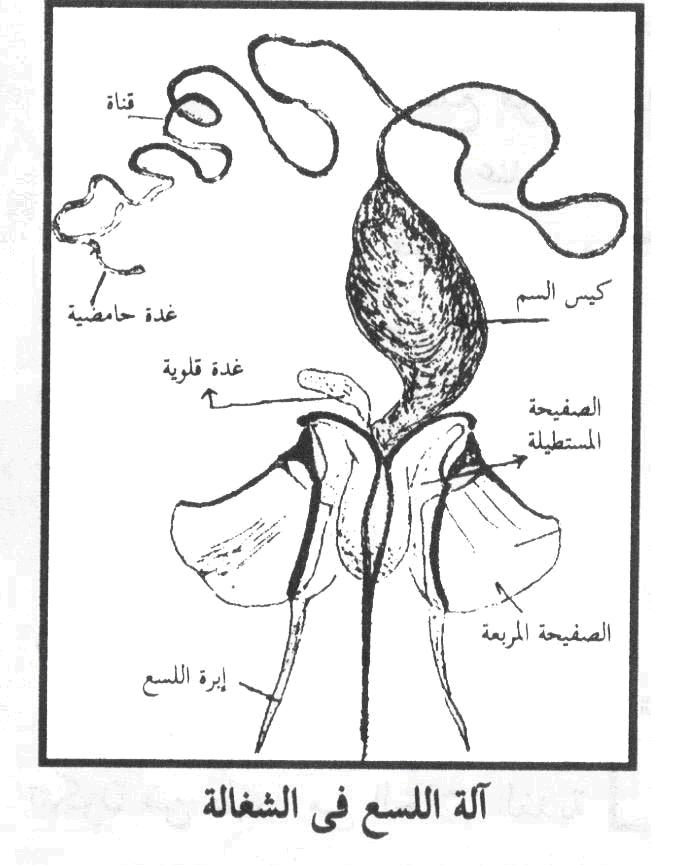 قناة
غدة حامضية
كيس السم
غدة قلوية
الصفيحة
المستطيلة
الصفيحة المربعة
إبرة اللسع
آلة اللسع فى الشغالة